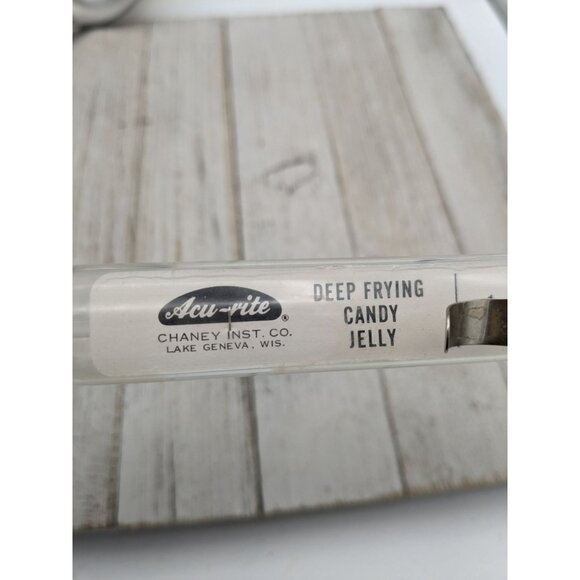 Acu-rite®
CHANEY INST. CO.
LAKE GENEVA, WIS.
DEEP FRYING
CANDY
JELLY